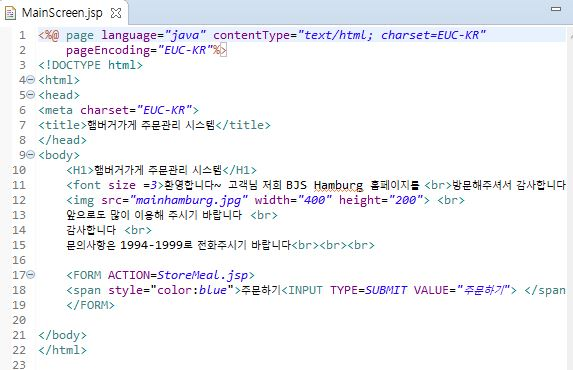 MainScreen.jsp
1 <%@ page language="java" contentType="text/html; charset=EUC-KR"
2 pageEncoding="EUC-KR"%>
3 <!DOCTYPE html>
4 <html>
5 <head>
6 <meta charset="EUC-KR">
7 <title>햄버거가게 주문관리 시스템</title>
8 </head>
9 <body>
10 <H1>햄버거가게 주문관리 시스템</H1>
11 <font size =3>환영합니다~ 고객님 저희 BJS Hamburg 홈페이지를 <br>방문해주셔서 감사합니다
12 <img src="mainhamburg.jpg" width="400" height="200"> <br>
13 앞으로도 많이 이용해 주시기 바랍니다 <br>
14 감사합니다 <br>
15 문의사항은 1994-1999로 전화주시기 바랍니다<br><br><br>
16
17 <FORM ACTION=StoreMeal.jsp>
18 <span style="color:blue">주문하기<INPUT TYPE=SUBMIT VALUE="주문하기"> </span
19 </FORM>
20
21 </body>
22 </html>
23